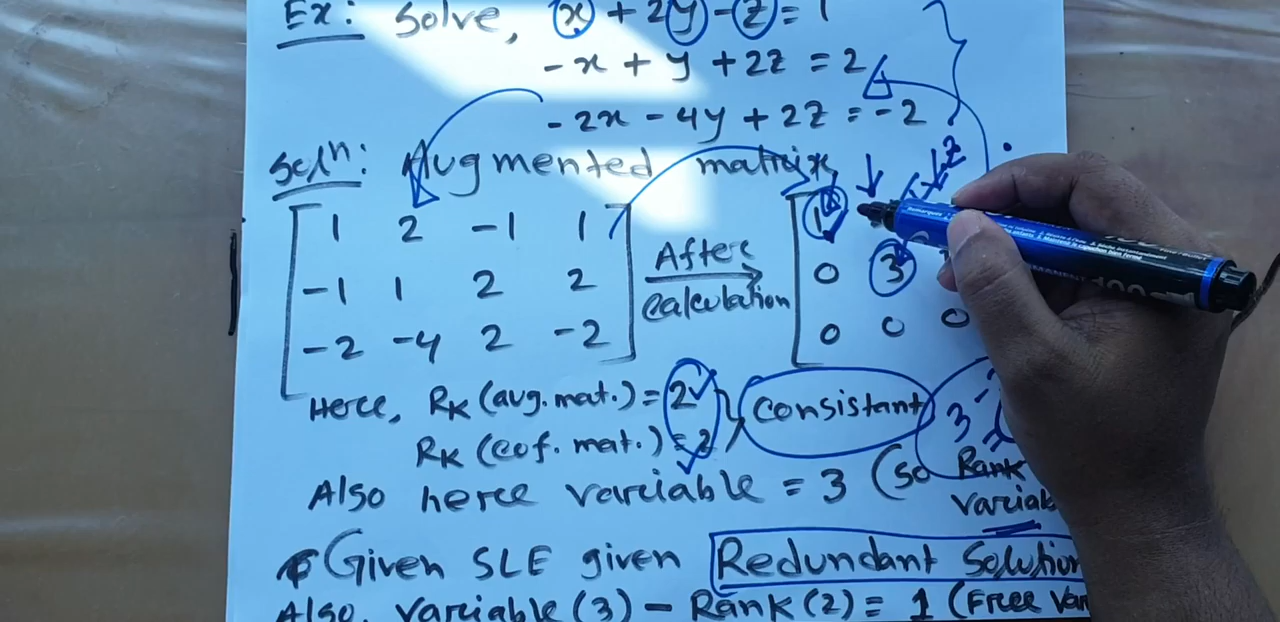 Ex: Solve, x + 2y - z = 1
-x + y + 2z = 2
-2x - 4y + 2z = -2
Solⁿ: Augmented matrix
1 2 -1 1
-1 1 2 2
-2 -4 2 -2
After calculation
1
0 3
0 0 0
z
Here, Rk (aug. mat.) = 2
Rk (cof. mat.) = 2
Consistant
3 -
Also here variable = 3 (so Rank
Variab
Given SLE given Redundant Solution
Also, Variable (3) - Rank (2) = 1 (Free Var